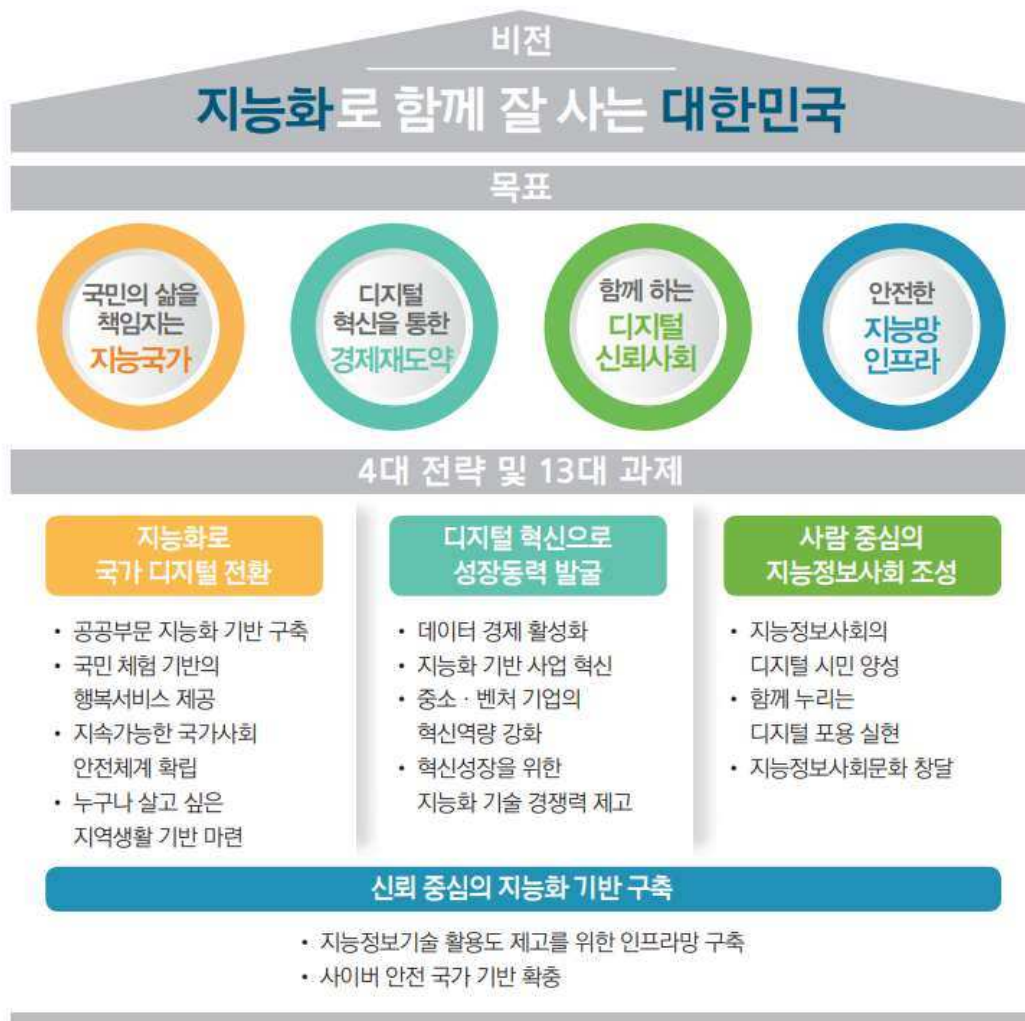 비전
지능화로 함께 잘 사는 대한민국
목표
국민의 삶을
책임지는
지능국가
디지털
혁신을 통한
경제재도약
함께 하는
디지털
신뢰사회
안전한
지능망
인프라
4대 전략 및 13대 과제
지능화로
국가 디지털 전환
• 공공부문 지능화 기반 구축
• 국민 체험 기반의
행복서비스 제공
• 지속가능한 국가사회
안전체계 확립
• 누구나 살고 싶은
지역생활 기반 마련
디지털 혁신으로
성장동력 발굴
• 데이터 경제 활성화
• 지능화 기반 사업 혁신
• 중소 · 벤처 기업의
혁신역량 강화
• 혁신성장을 위한
지능화 기술 경쟁력 제고
사람 중심의
지능정보사회 조성
• 지능정보사회의
디지털 시민 양성
• 함께 누리는
디지털 포용 실현
• 지능정보사회문화 창달
신뢰 중심의 지능화 기반 구축
• 지능정보기술 활용도 제고를 위한 인프라망 구축
• 사이버 안전 국가 기반 확충